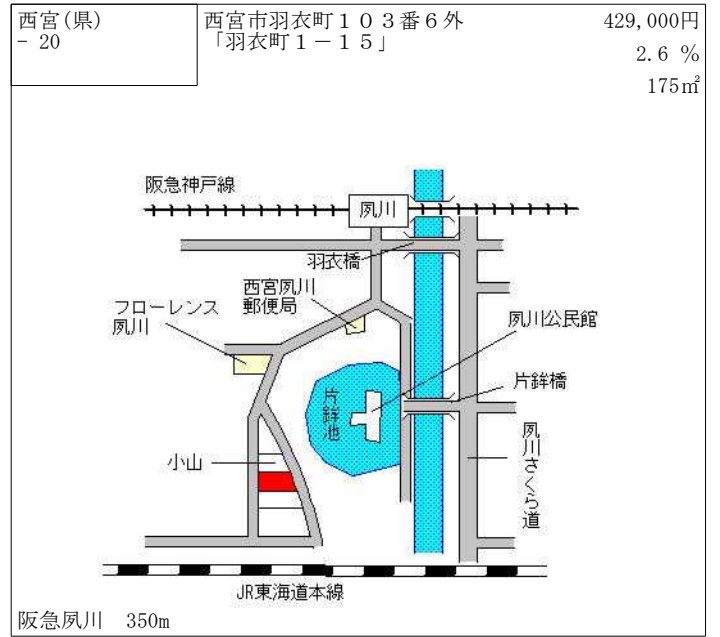 西宮(県)
- 20
西宮市羽衣町１０３番６外
「羽衣町１－１５」
429,000円
2.6 %
175㎡
阪急神戸線
夙川
羽衣橋
西宮夙川
郵便局
フローレンス
夙川
夙川公民館
片鉾橋
片鉾池
小山
夙川さくら道
JR東海道本線
阪急夙川 350m